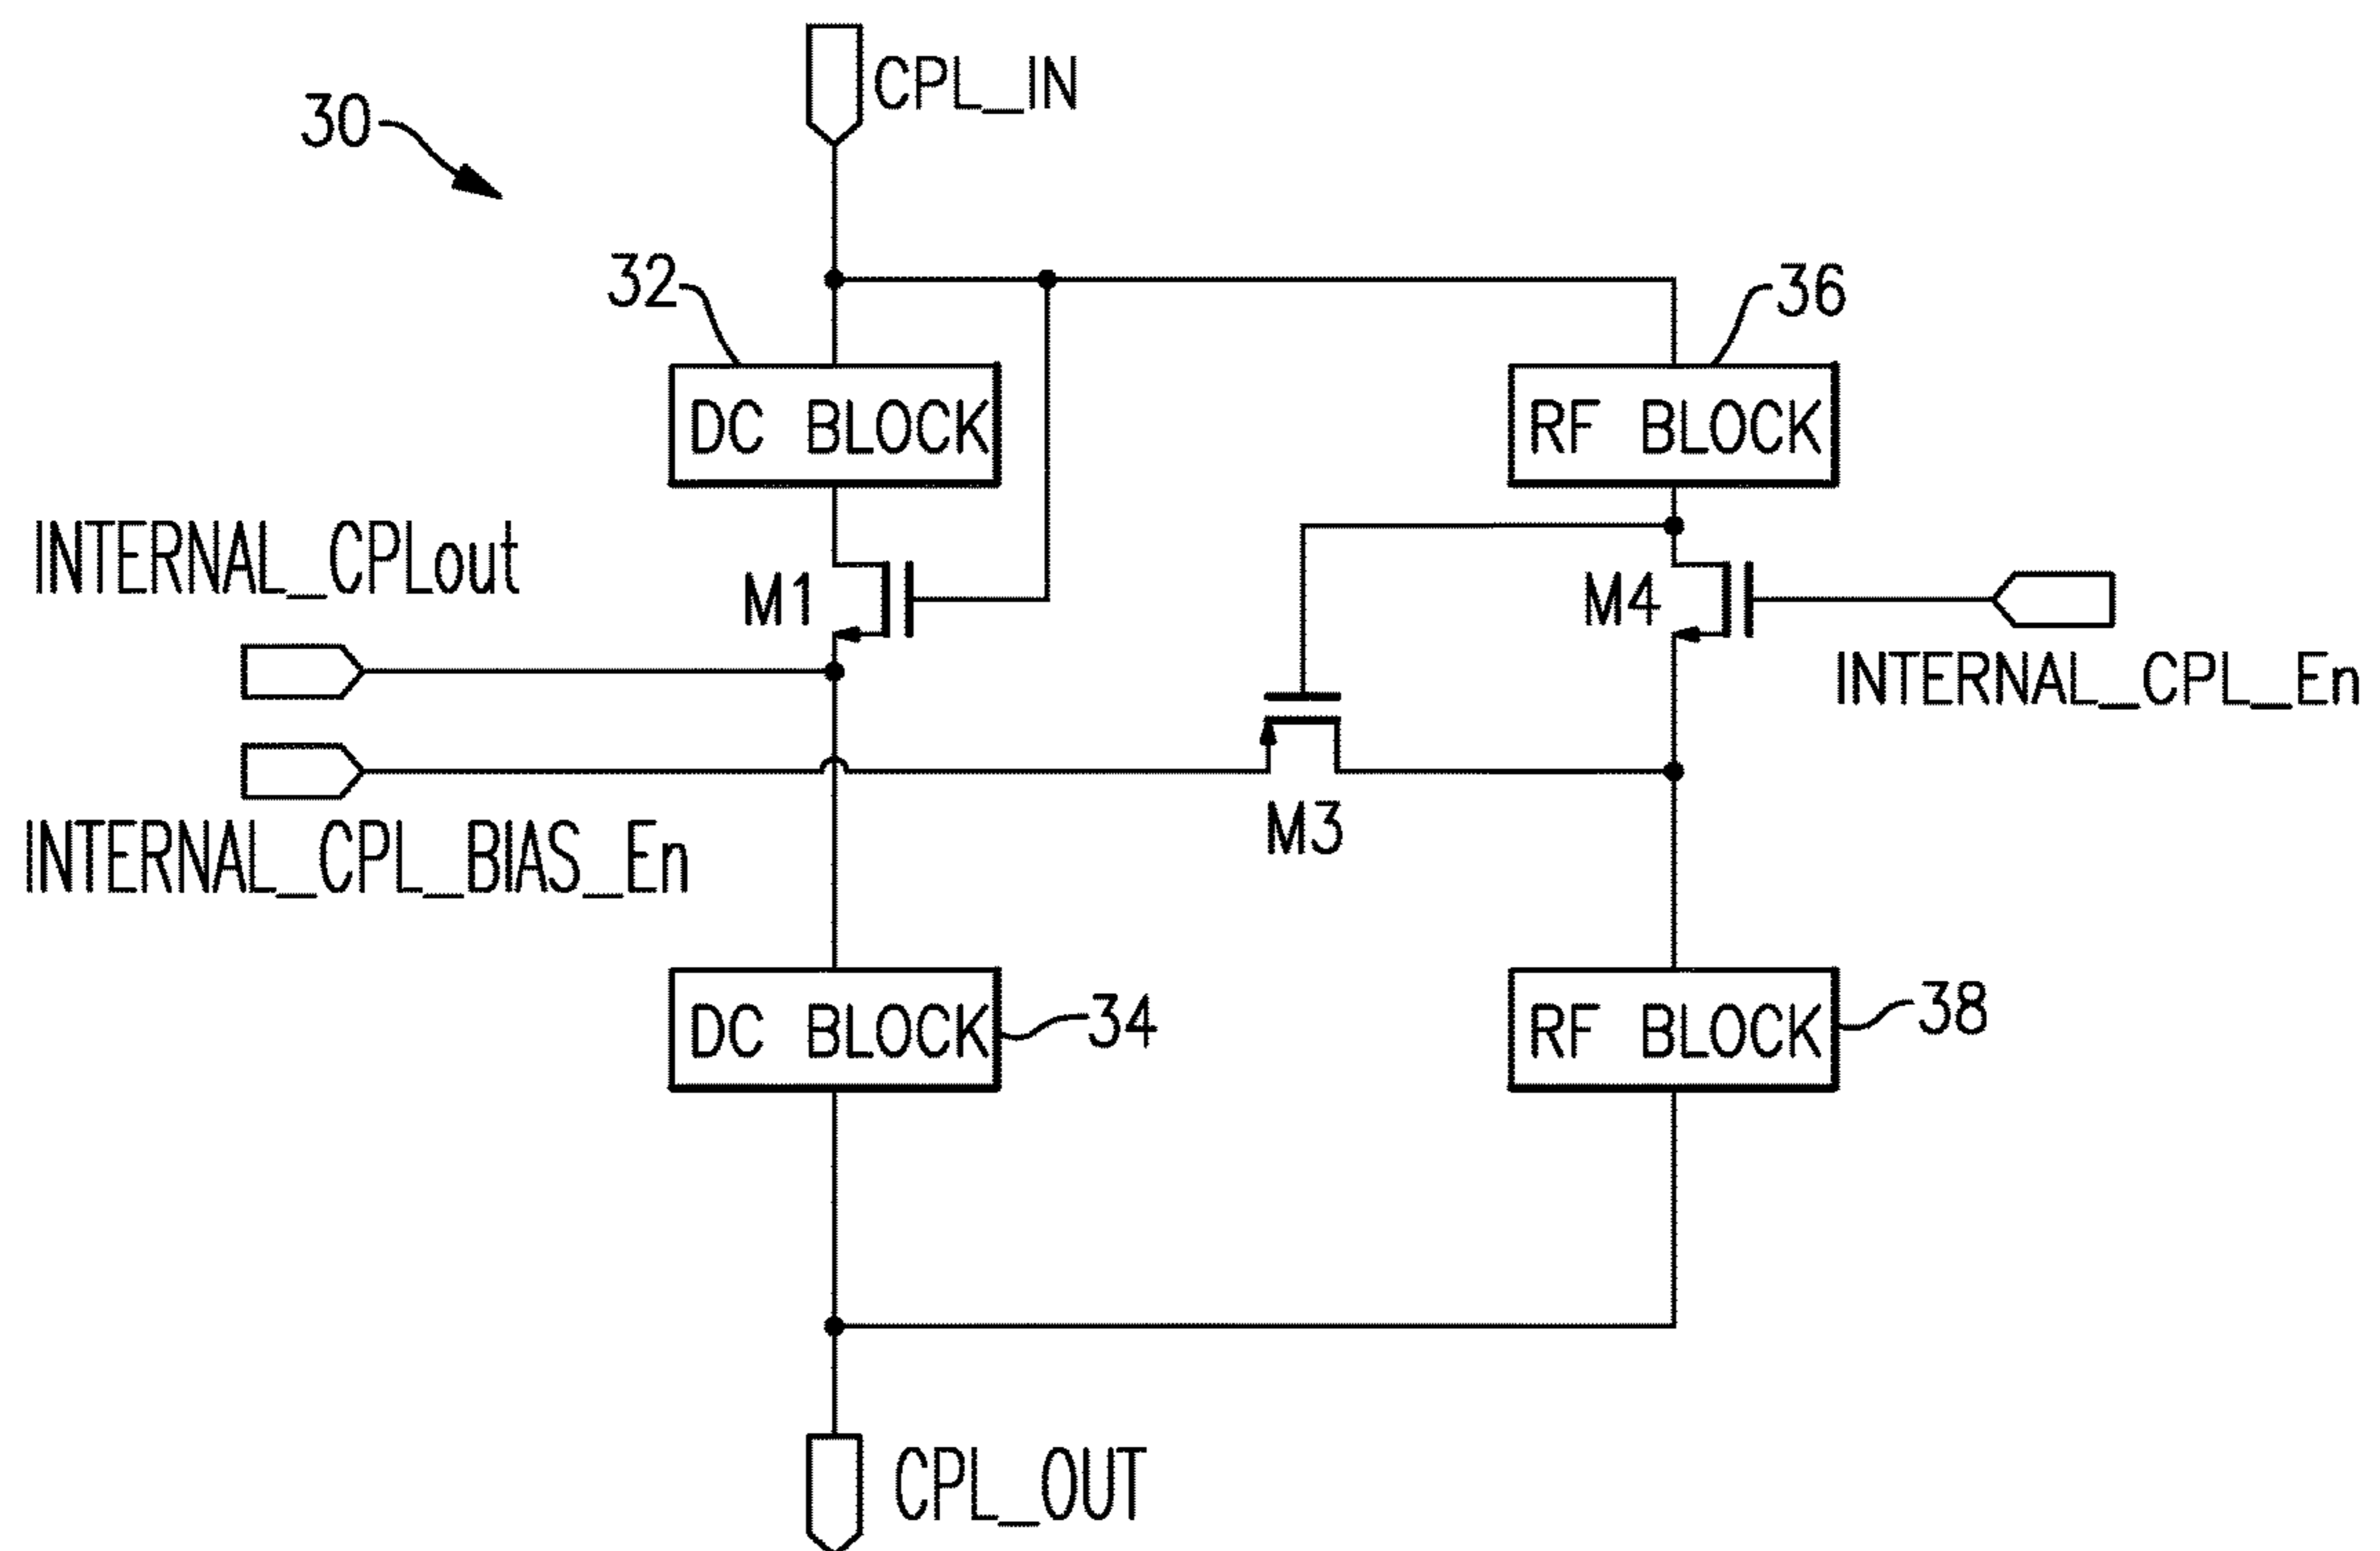 CPL_IN
30
32
36
DC BLOCK
RF BLOCK
INTERNAL_CPLout
M1
M4
INTERNAL_CPL_En
INTERNAL_CPL_BIAS_En
M3
DC BLOCK
34
RF BLOCK
38
CPL_OUT